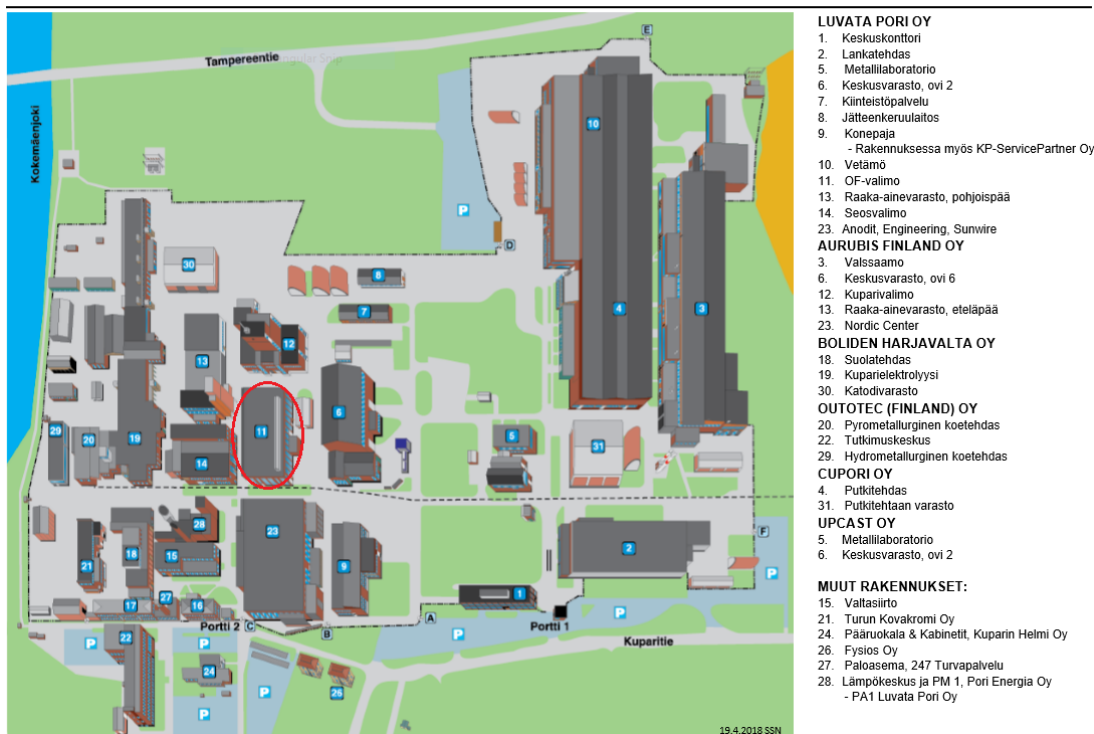 Tampereentie
Kokemäenjoki
E
10
P
D
30
8
7
12
13
4
3
6
11
5
31
29
20
19
14
28
23
18
15
21
9
2
F
P
27
17
16
1
A
P
Portti 2
C
B
Portti 1
22
P
P
Kuparitie
24
P
26
P
19.4.2018 SSN
LUVATA PORI OY
1. Keskuskonttori
2. Lankatehdas
5. Metallilaboratorio
6. Keskusvarasto, ovi 2
7. Kiinteistöpalvelu
8. Jätteenkeruulaitos
9. Konepaja
- Rakennuksessa myös KP-ServicePartner Oy
10. Vetämö
11. OF-valimo
13. Raaka-ainevarasto, pohjoispää
14. Seosvalimo
23. Anodit, Engineering, Sunwire
AURUBIS FINLAND OY
3. Valssaamo
6. Keskusvarasto, ovi 6
12. Kuparivalimo
13. Raaka-ainevarasto, eteläpää
23. Nordic Center
BOLIDEN HARJAVALTA OY
18. Suolatehdas
19. Kuparielektrolyysi
30. Katodivarasto
OUTOTEC (FINLAND) OY
20. Pyrometallurginen koetehdas
22. Tutkimuskeskus
29. Hydrometallurginen koetehdas
CUPORI OY
4. Putkitehdas
31. Putkitehtaan varasto
UPCAST OY
5. Metallilaboratorio
6. Keskusvarasto, ovi 2
MUUT RAKENNUKSET:
15. Valtasiirto
21. Turun Kovakromi Oy
24. Pääruokala & Kabinetit, Kuparin Helmi Oy
26. Fysios Oy
27. Paloasema, 247 Turvapalvelu
28. Lämpökeskus ja PM 1, Pori Energia Oy
- PA1 Luvata Pori Oy